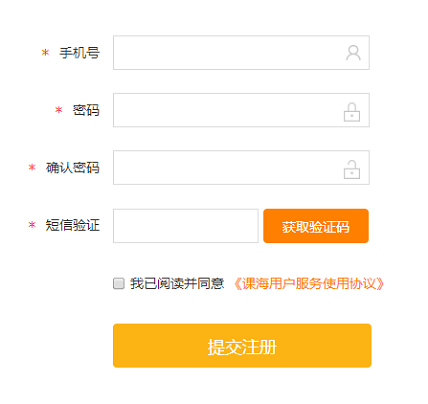 * 手机号
* 密码
* 确认密码
* 短信验证 获取验证码
我已阅读并同意 《课海用户服务使用协议》
提交注册